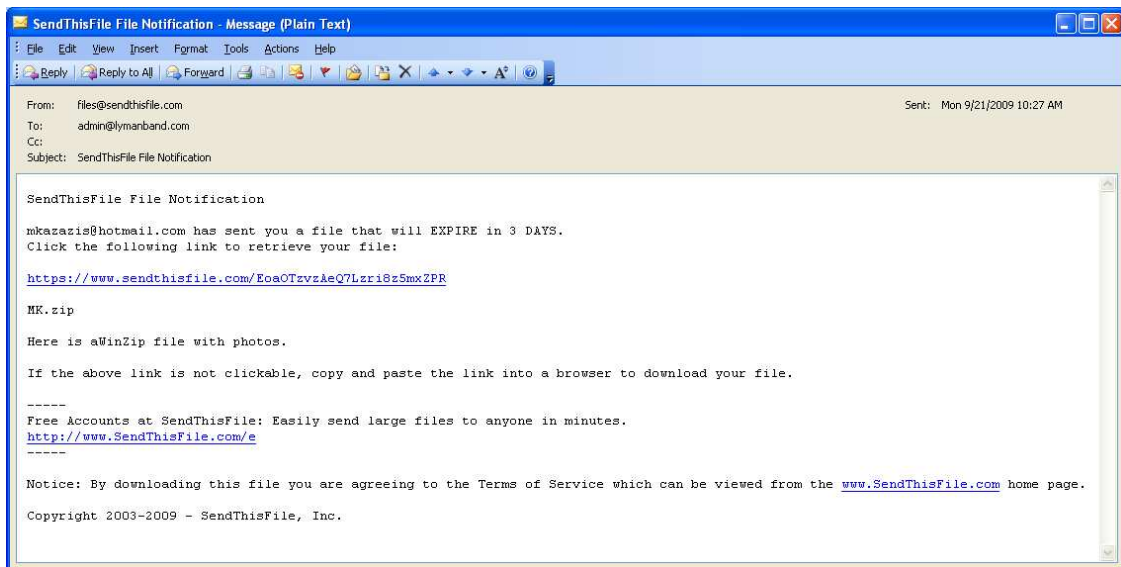 SendThisFile File Notification - Message (Plain Text)
File Edit View Insert Format Tools Actions Help
Reply Reply to All Forward
From: files@sendthisfile.com Sent: Mon 9/21/2009 10:27 AM
To: admin@lymanband.com
Cc:
Subject: SendThisFile File Notification
SendThisFile File Notification
mkazazis@hotmail.com has sent you a file that will EXPIRE in 3 DAYS.
Click the following link to retrieve your file:
https://www.sendthisfile.com/EoaOTzvzAeQ7Lzri8z5mxZPR
MK.zip
Here is aWinZip file with photos.
If the above link is not clickable, copy and paste the link into a browser to download your file.
-----
Free Accounts at SendThisFile: Easily send large files to anyone in minutes.
http://www.SendThisFile.com/e
-----
Notice: By downloading this file you are agreeing to the Terms of Service which can be viewed from the www.SendThisFile.com home page.
Copyright 2003-2009 - SendThisFile, Inc.